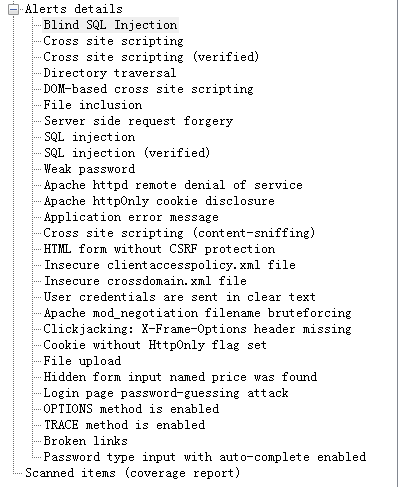 Alerts details
Blind SQL Injection
Cross site scripting
Cross site scripting (verified)
Directory traversal
DOM-based cross site scripting
File inclusion
Server side request forgery
SQL injection
SQL injection (verified)
Weak password
Apache httpd remote denial of service
Apache httpOnly cookie disclosure
Application error message
Cross site scripting (content-sniffing)
HTML form without CSRF protection
Insecure clientaccesspolicy.xml file
Insecure crossdomain.xml file
User credentials are sent in clear text
Apache mod_negotiation filename bruteforcing
Clickjacking: X-Frame-Options header missing
Cookie without HttpOnly flag set
File upload
Hidden form input named price was found
Login page password-guessing attack
OPTIONS method is enabled
TRACE method is enabled
Broken links
Password type input with auto-complete enabled
Scanned items (coverage report)